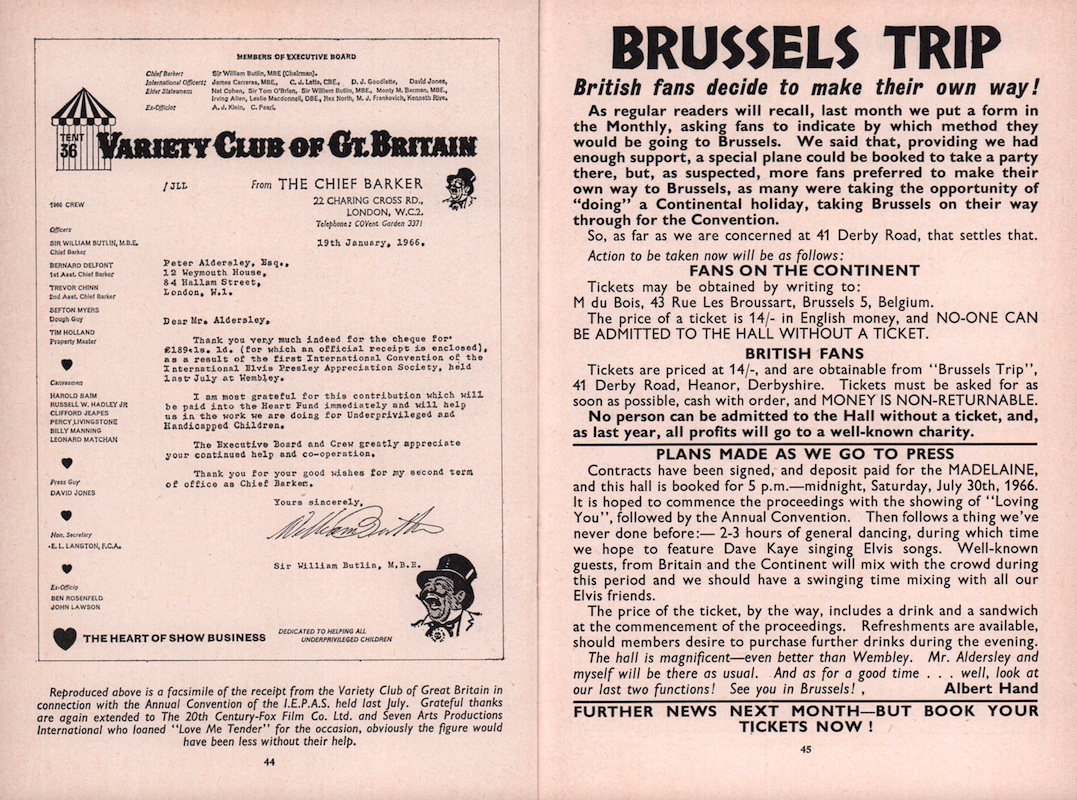 MEMBERS OF EXECUTIVE BOARD
Chief Barker: Sir William Butlin, MBE (Chairman).
International Officers: James Carreras, MBE., C. J. Latta, CBE., D. J. Goodlatte, David Jones,
Elder Statesmen Nat Cohen, Sir Tom O'Brien, Sir William Butlin, MBE., Monty M. Berman, MBE.,
Irving Allen, Leslie Macdonnell, OBE., Rex North, M. J. Frankovich, Kenneth Rive.
Ex-Officio: A. J. Klein, C. Pearl.
TENT
36
VARIETY CLUB OF GT. BRITAIN
/JLL
From THE CHIEF BARKER
22 CHARING CROSS RD.,
LONDON, W.C.2.
Telephone: COVent Garden 3371
19th January, 1966.
1966 CREW
Officers
SIR WILLIAM BUTLIN, M.B.E.
Chief Barker
BERNARD DELFONT
1st Asst. Chief Barker
TREVOR CHINN
2nd Asst. Chief Barker
SEFTON MYERS
Dough Guy
TIM HOLLAND
Property Master
Canvasmen
HAROLD BAIM
RUSSELL W. HADLEY JR
CLIFFORD JEAPES
PERCY LIVINGSTONE
BILLY MANNING
LEONARD MATCHAN
Press Guy
DAVID JONES
Hon. Secretary
E. L. LANGTON, F.C.A.
Ex-Officio
BEN ROSENFELD
JOHN LAWSON
Peter Aldersley, Esq.,
12 Weymouth House,
84 Hallam Street,
London, W.1.
Dear Mr. Aldersley,
Thank you very much indeed for the cheque for
£189.1s. 1d. (for which an official receipt is enclosed),
as a result of the first International Convention of the
International Elvis Presley Appreciation Society, held
last July at Wembley.
I am most grateful for this contribution which will
be paid into the Heart Fund immediately and will help
us in the work we are doing for Underprivileged and
Handicapped Children.
The Executive Board and Crew greatly appreciate
your continued help and co-operation.
Thank you for your good wishes for my second term
of office as Chief Barker.
Yours sincerely,
William Butlin
Sir William Butlin, M.B.E.
THE HEART OF SHOW BUSINESS
DEDICATED TO HELPING ALL
UNDERPRIVILEGED CHILDREN
Reproduced above is a facsimile of the receipt from the Variety Club of Great Britain in
connection with the Annual Convention of the I.E.P.A.S. held last July. Grateful thanks
are again extended to The 20th Century-Fox Film Co. Ltd. and Seven Arts Productions
International who loaned "Love Me Tender" for the occasion, obviously the figure would
have been less without their help.
44
BRUSSELS TRIP
British fans decide to make their own way!
As regular readers will recall, last month we put a form in
the Monthly, asking fans to indicate by which method they
would be going to Brussels. We said that, providing we had
enough support, a special plane could be booked to take a party
there, but, as suspected, more fans preferred to make their
own way to Brussels, as many were taking the opportunity of
"doing" a Continental holiday, taking Brussels on their way
through for the Convention.
So, as far as we are concerned at 41 Derby Road, that settles that.
Action to be taken now will be as follows:
FANS ON THE CONTINENT
Tickets may be obtained by writing to:
M du Bois, 43 Rue Les Broussart, Brussels 5, Belgium.
The price of a ticket is 14/- in English money, and NO-ONE CAN
BE ADMITTED TO THE HALL WITHOUT A TICKET.
BRITISH FANS
Tickets are priced at 14/-, and are obtainable from "Brussels Trip",
41 Derby Road, Heanor, Derbyshire. Tickets must be asked for as
soon as possible, cash with order, and MONEY IS NON-RETURNABLE.
No person can be admitted to the Hall without a ticket, and,
as last year, all profits will go to a well-known charity.
PLANS MADE AS WE GO TO PRESS
Contracts have been signed, and deposit paid for the MADELAINE,
and this hall is booked for 5 p.m.—midnight, Saturday, July 30th, 1966.
It is hoped to commence the proceedings with the showing of "Loving
You", followed by the Annual Convention. Then follows a thing we've
never done before:— 2-3 hours of general dancing, during which time
we hope to feature Dave Kaye singing Elvis songs. Well-known
guests, from Britain and the Continent will mix with the crowd during
this period and we should have a swinging time mixing with all our
Elvis friends.
The price of the ticket, by the way, includes a drink and a sandwich
at the commencement of the proceedings. Refreshments are available,
should members desire to purchase further drinks during the evening.
The hall is magnificent—even better than Wembley. Mr. Aldersley and
myself will be there as usual. And as for a good time . . . well, look at
our last two functions! See you in Brussels! , Albert Hand
FURTHER NEWS NEXT MONTH—BUT BOOK YOUR
TICKETS NOW !
45